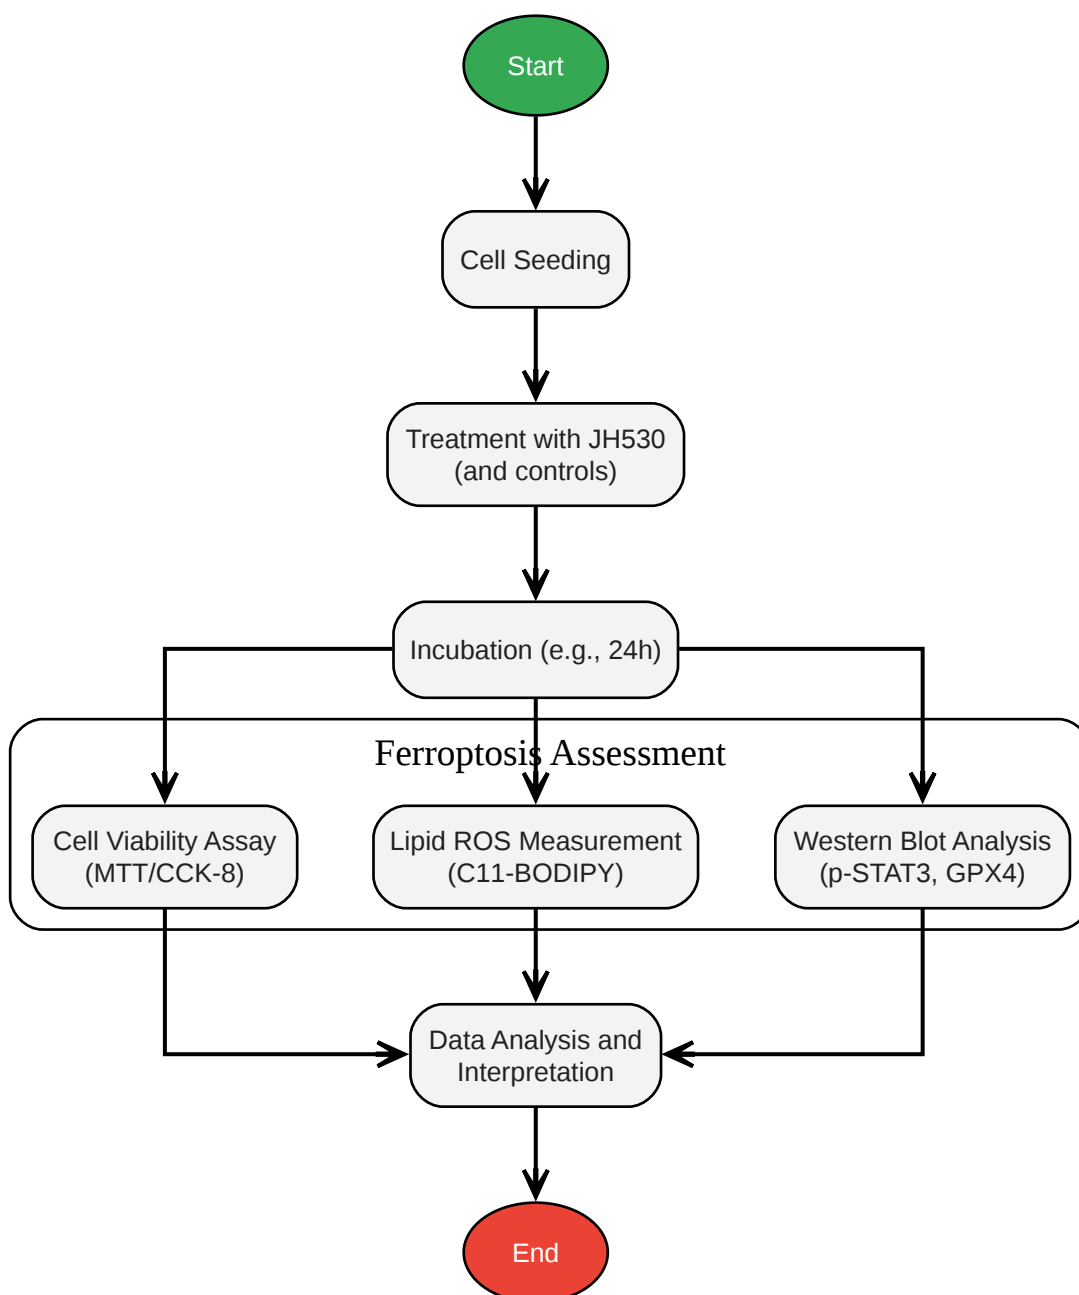 Start
Cell Seeding
Treatment with JH530
(and controls)
Incubation (e.g., 24h)
Ferroptosis Assessment
Cell Viability Assay
(MTT/CCK-8)
Lipid ROS Measurement
(C11-BODIPY)
Western Blot Analysis
(p-STAT3, GPX4)
Data Analysis and
Interpretation
End